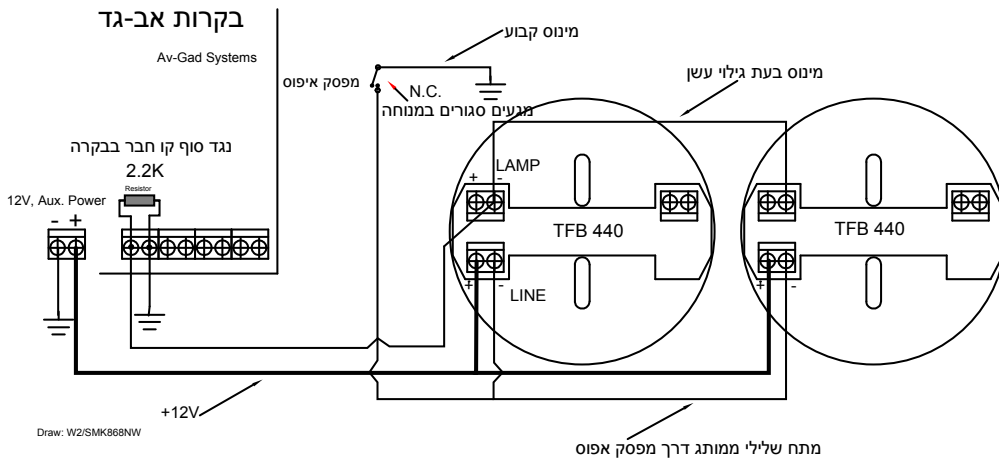 בקרות אב-גד
Av-Gad Systems
מינוס קבוע
מפסק איפוס
N.C.
מגעים סגורים במנוחה
מינוס בעת גילוי עשן
נגד סוף קו חבר בבקרה
2.2K
Resistor
12V, Aux. Power
- +
LAMP
+ -
+ -
TFB 440
TFB 440
LINE
+ -
+ -
+12V
Draw: W2/SMK868NW
מתח שלילי ממותג דרך מפסק אפוס